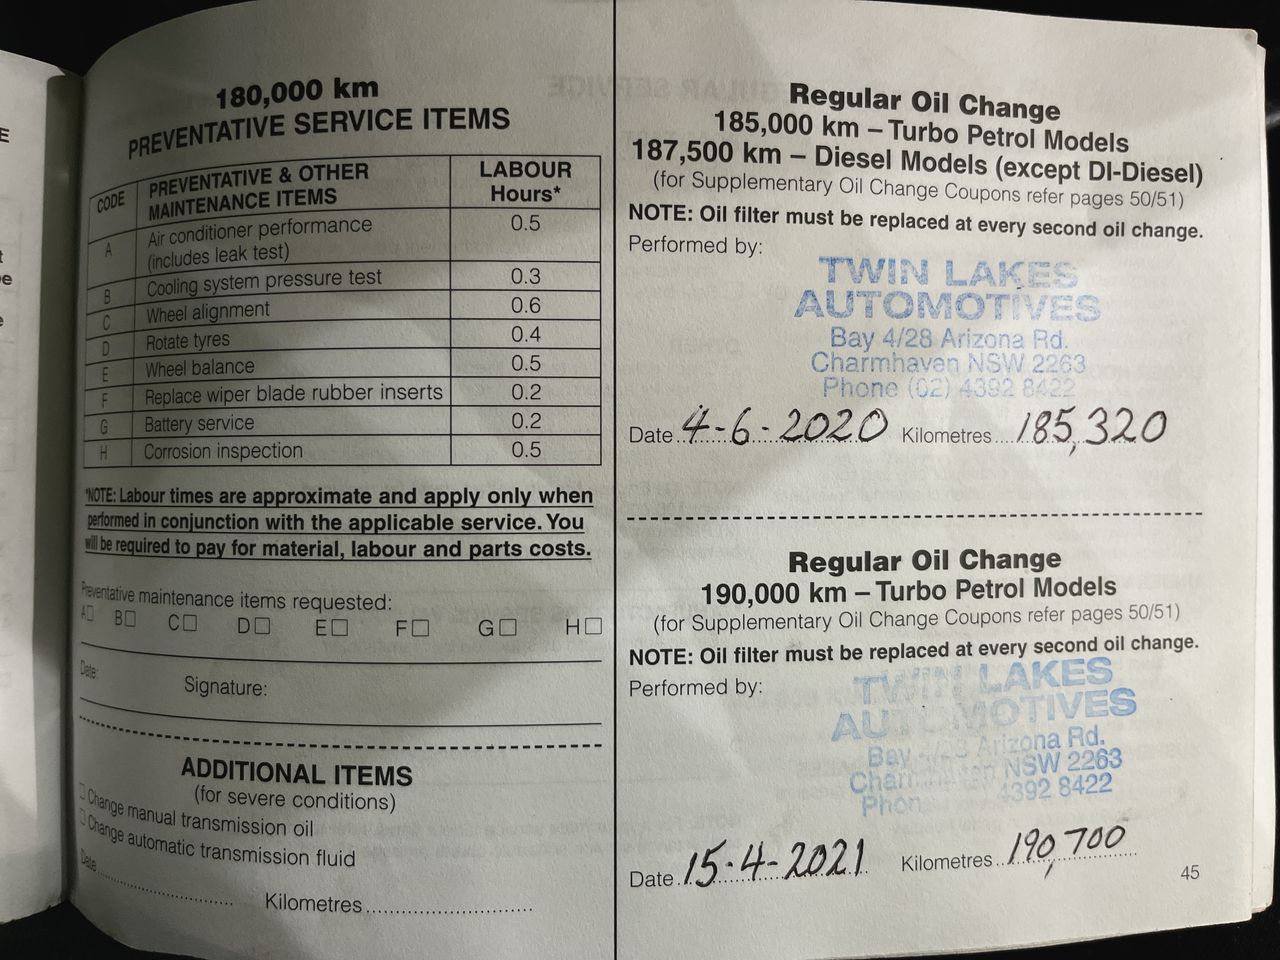 180,000 km
PREVENTATIVE SERVICE ITEMS
CODE PREVENTATIVE & OTHER MAINTENANCE ITEMS LABOUR Hours*
A Air conditioner performance (includes leak test) 0.5
B Cooling system pressure test 0.3
C Wheel alignment 0.6
D Rotate tyres 0.4
E Wheel balance 0.5
F Replace wiper blade rubber inserts 0.2
G Battery service 0.2
H Corrosion inspection 0.5
*NOTE: Labour times are approximate and apply only when
performed in conjunction with the applicable service. You
will be required to pay for material, labour and parts costs.
Preventative maintenance items requested:
A□ B□ C□ D□ E□ F□ G□ H□
Date:
Signature:
ADDITIONAL ITEMS
(for severe conditions)
□ Change manual transmission oil
□ Change automatic transmission fluid
Date
Kilometres
Regular Oil Change
185,000 km – Turbo Petrol Models
187,500 km – Diesel Models (except DI-Diesel)
(for Supplementary Oil Change Coupons refer pages 50/51)
NOTE: Oil filter must be replaced at every second oil change.
Performed by:
TWIN LAKES
AUTOMOTIVES
Bay 4/28 Arizona Rd.
Charmhaven NSW 2263
Phone (02) 4392 8422
Date 4-6-2020 Kilometres 185,320
Regular Oil Change
190,000 km – Turbo Petrol Models
(for Supplementary Oil Change Coupons refer pages 50/51)
NOTE: Oil filter must be replaced at every second oil change.
Performed by:
TWIN LAKES
AUTOMOTIVES
Bay 4/28 Arizona Rd.
Charmhaven NSW 2263
Phone 4392 8422
Date 15-4-2021 Kilometres 190,700
45